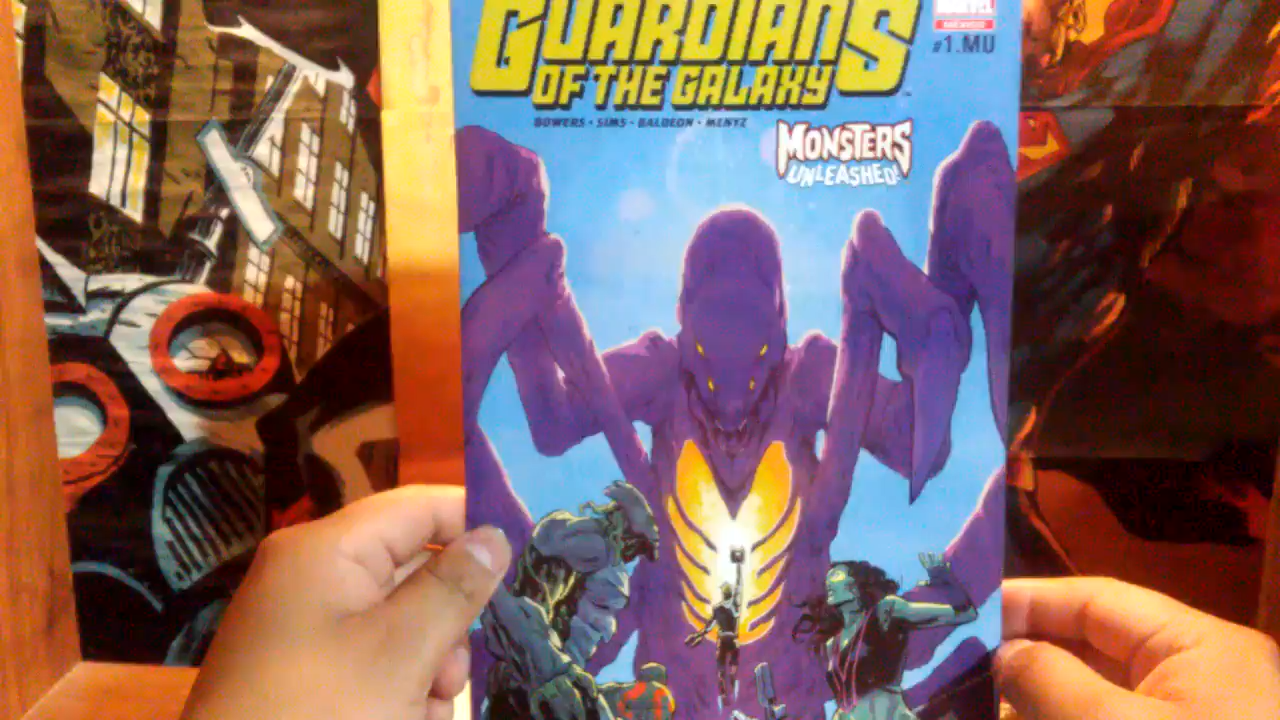 MARVEL
GUARDIANS
#1.MU
OF THE GALAXY
BOWERS • SIMS • BALDEON • MENYZ
MONSTERS
UNLEASHED!